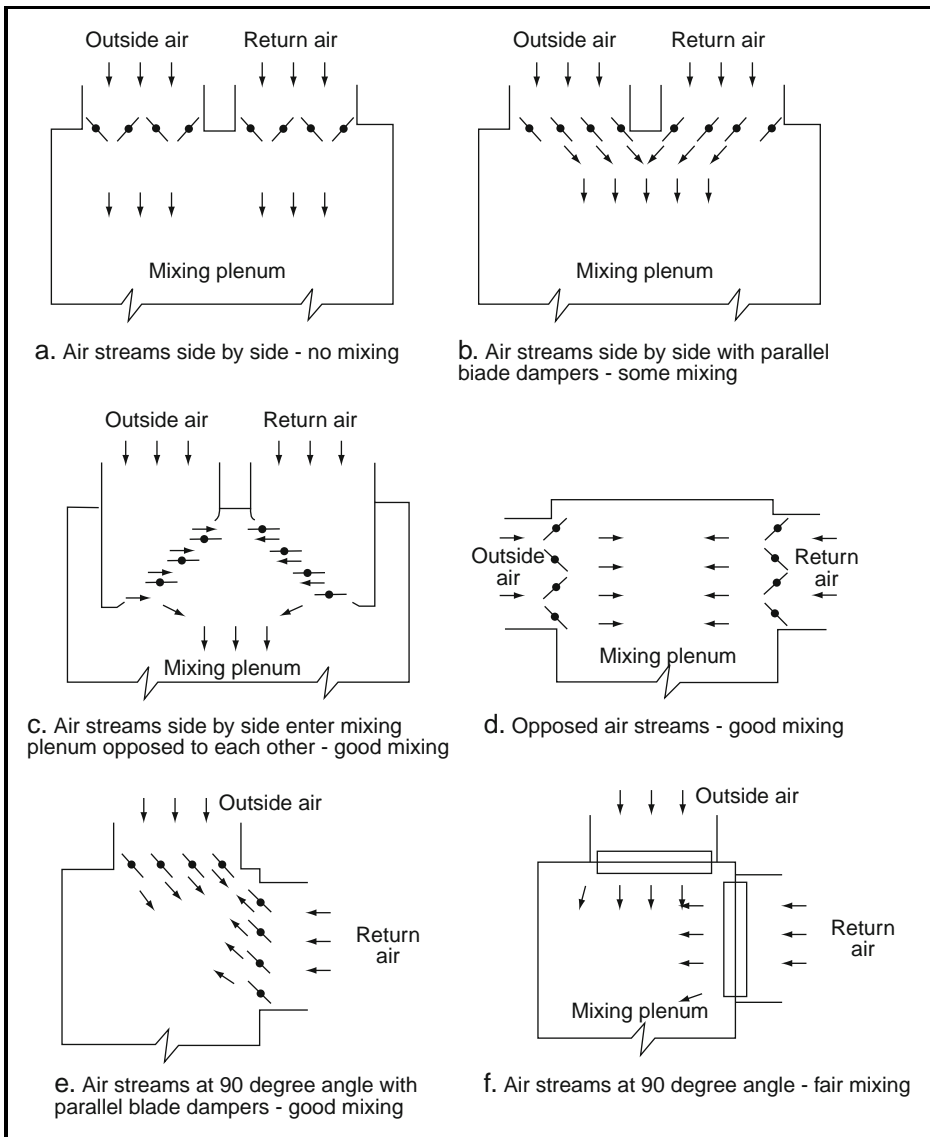 Outside air
Return air
Mixing plenum
a. Air streams side by side - no mixing
Outside air
Return air
Mixing plenum
b. Air streams side by side with parallel
blade dampers - some mixing
Outside air
Return air
Mixing plenum
c. Air streams side by side enter mixing
plenum opposed to each other - good mixing
Outside
air
Return
air
Mixing plenum
d. Opposed air streams - good mixing
Outside air
Return
air
e. Air streams at 90 degree angle with
parallel blade dampers - good mixing
Outside air
Return
air
Mixing plenum
f. Air streams at 90 degree angle - fair mixing